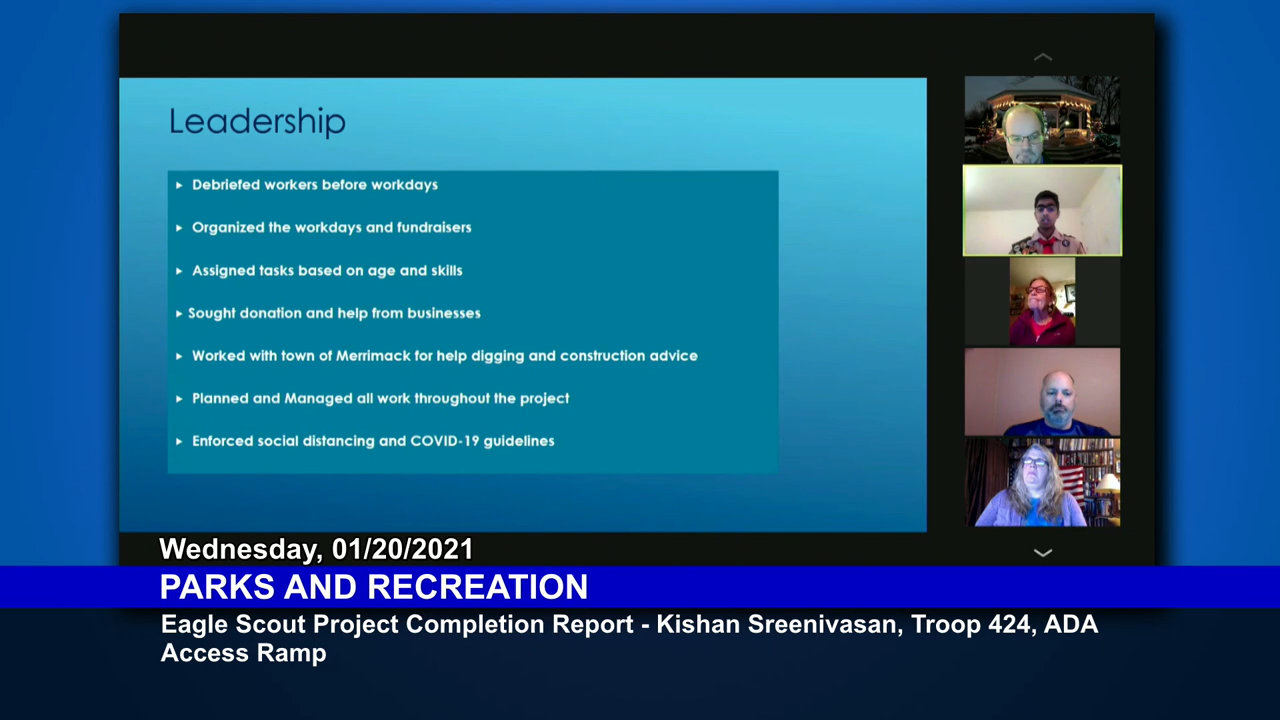 Leadership
Debriefed workers before workdays
Organized the workdays and fundraisers
Assigned tasks based on age and skills
Sought donation and help from businesses
Worked with town of Merrimack for help digging and construction advice
Planned and Managed all work throughout the project
Enforced social distancing and COVID-19 guidelines
Wednesday, 01/20/2021
PARKS AND RECREATION
Eagle Scout Project Completion Report - Kishan Sreenivasan, Troop 424, ADA
Access Ramp